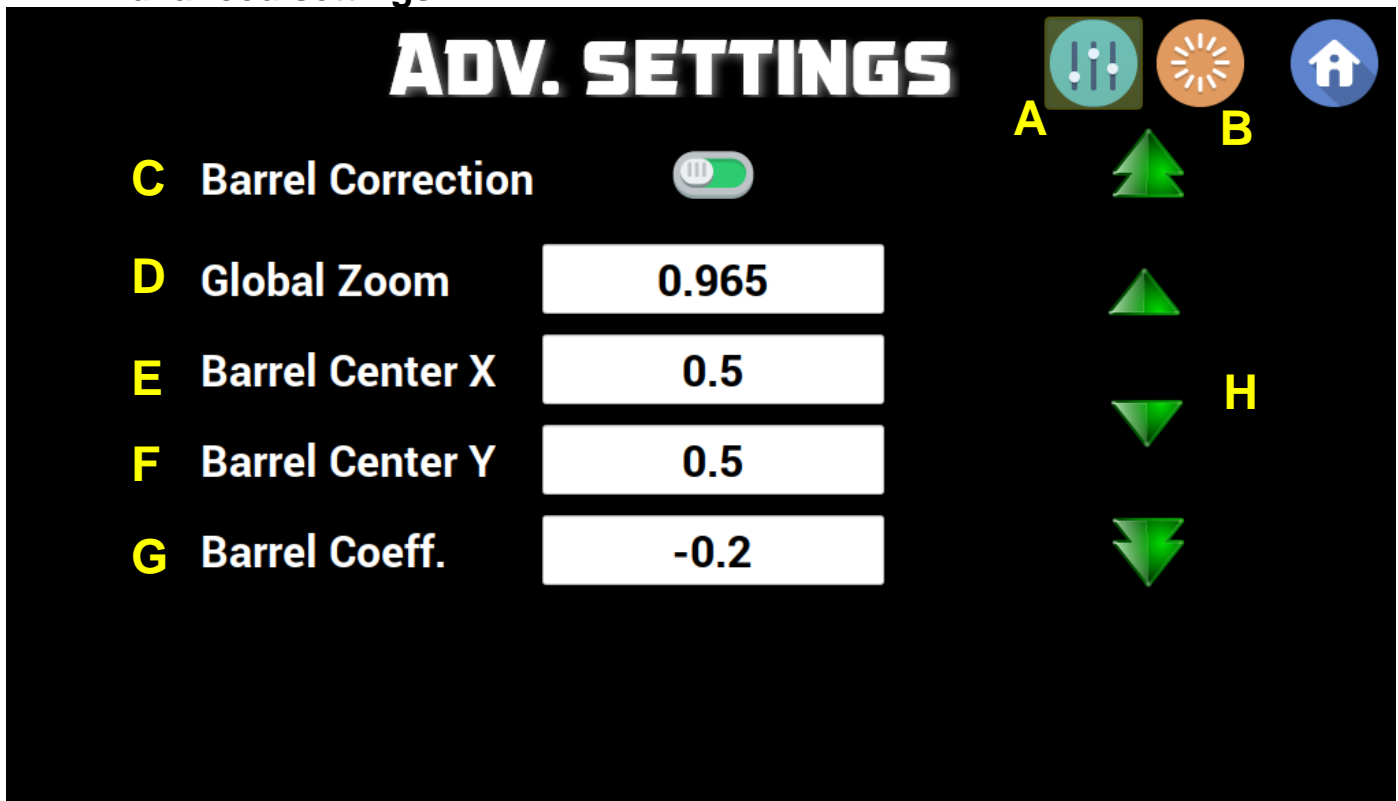 ADV. SETTINGS
A
B
C Barrel Correction
D Global Zoom 0.965
E Barrel Center X 0.5
H
F Barrel Center Y 0.5
G Barrel Coeff. -0.2